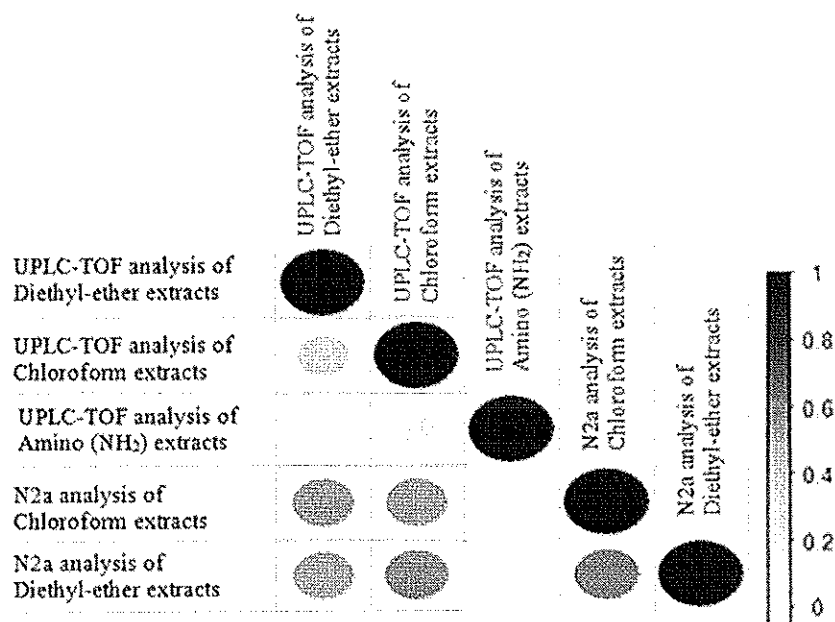 UPLC-TOF analysis of
Diethyl-ether extracts
UPLC-TOF analysis of
Chloroform extracts
UPLC-TOF analysis of
Amino (NH₂) extracts
N2a analysis of
Chloroform extracts
N2a analysis of
Diethyl-ether extracts
UPLC-TOF analysis of
Diethyl-ether extracts
UPLC-TOF analysis of
Chloroform extracts
UPLC-TOF analysis of
Amino (NH₂) extracts
N2a analysis of
Chloroform extracts
N2a analysis of
Diethyl-ether extracts
1
0.8
0.6
0.4
0.2
0